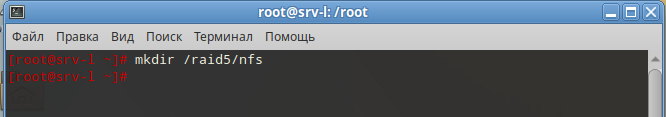 root@srv-l: /root
Файл Правка Вид Поиск Терминал Помощь
[root@srv-l ~]# mkdir /raid5/nfs
[root@srv-l ~]#